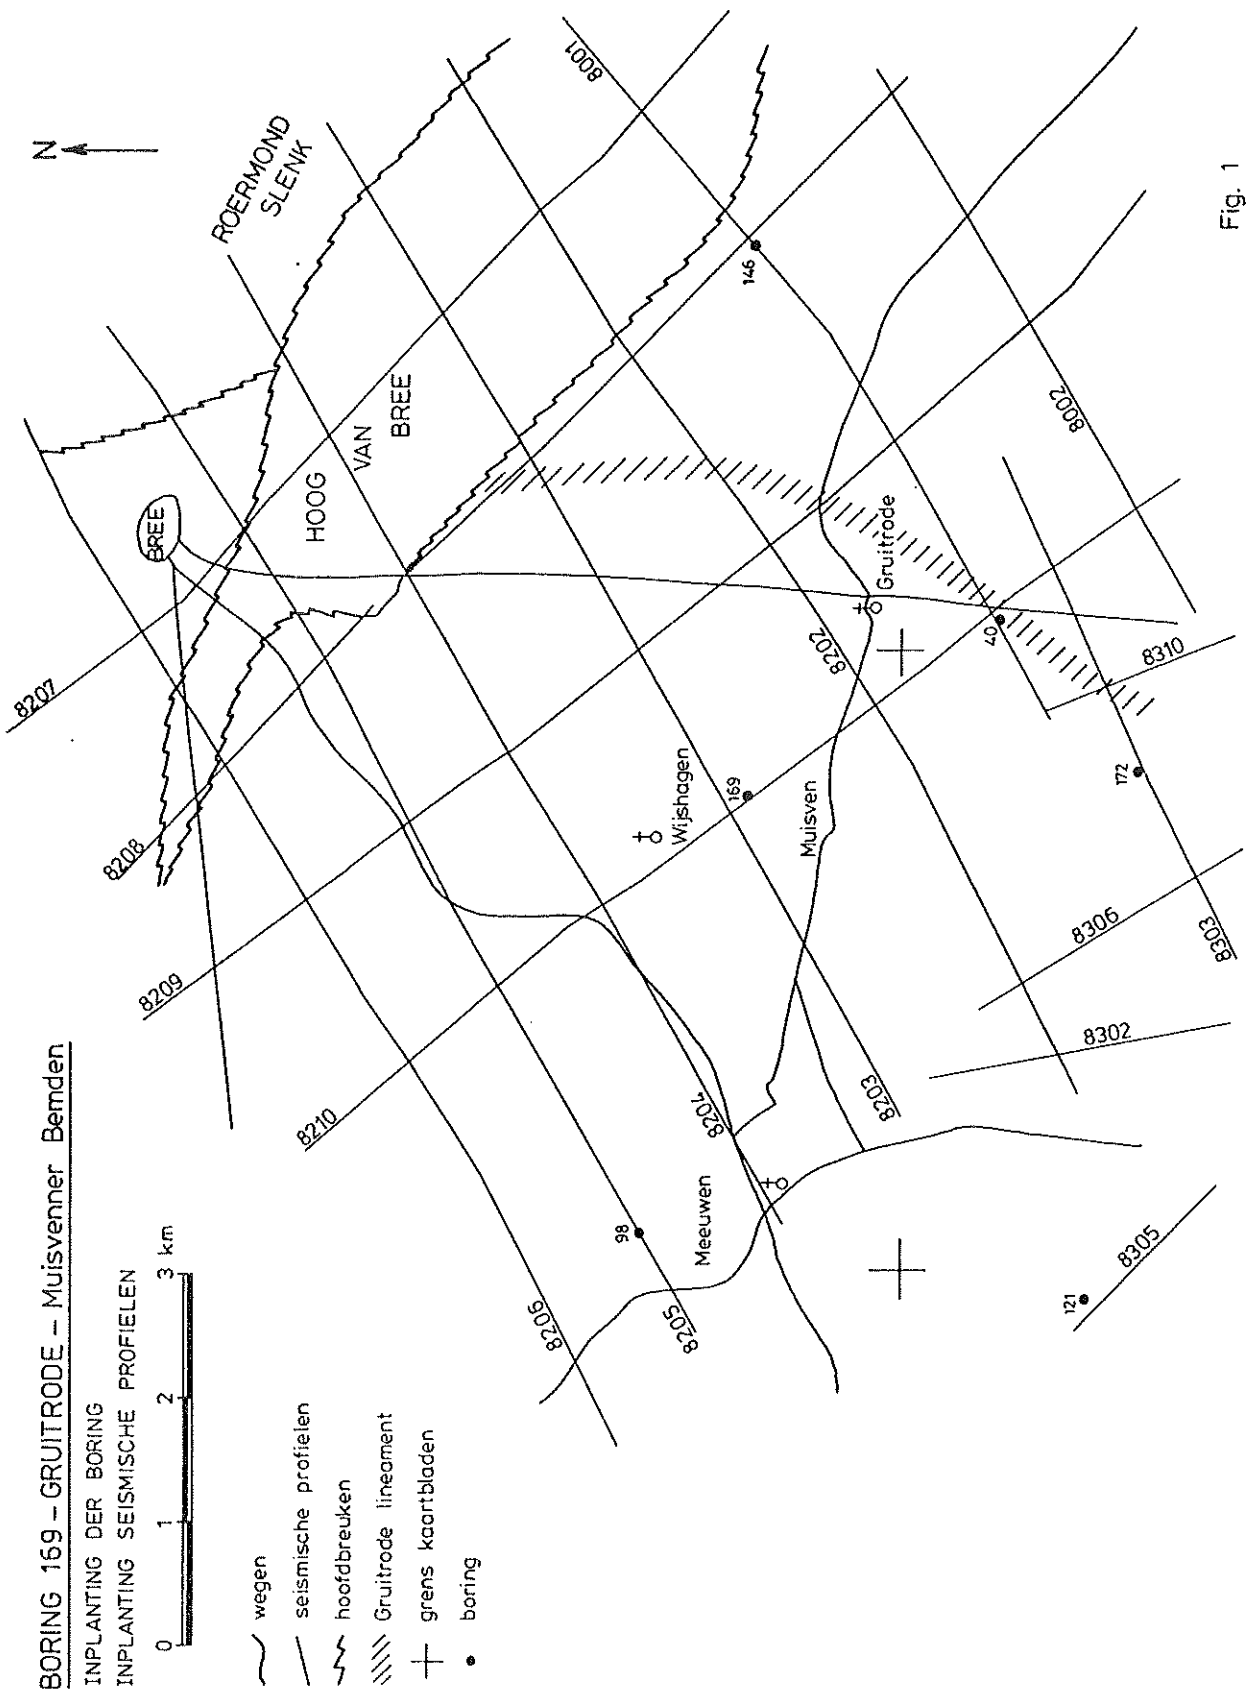 BORING 169 – GRUITRODE – Muisvenner Bemden
INPLANTING DER BORING
INPLANTING SEISMISCHE PROFIELEN
0 1 2 3 km
wegen
seismische profielen
hoofdbreuken
Gruitrode lineament
grens kaartbladen
boring
N
ROERMOND
SLENK
BREE
HOOG
VAN
BREE
8207
8208
8209
8210
8001
8002
8202
8203
8204
8205
8206
8302
8303
8305
8306
8310
146
169
40
172
98
121
Wijshagen
Gruitrode
Muisven
Meeuwen
Fig. 1